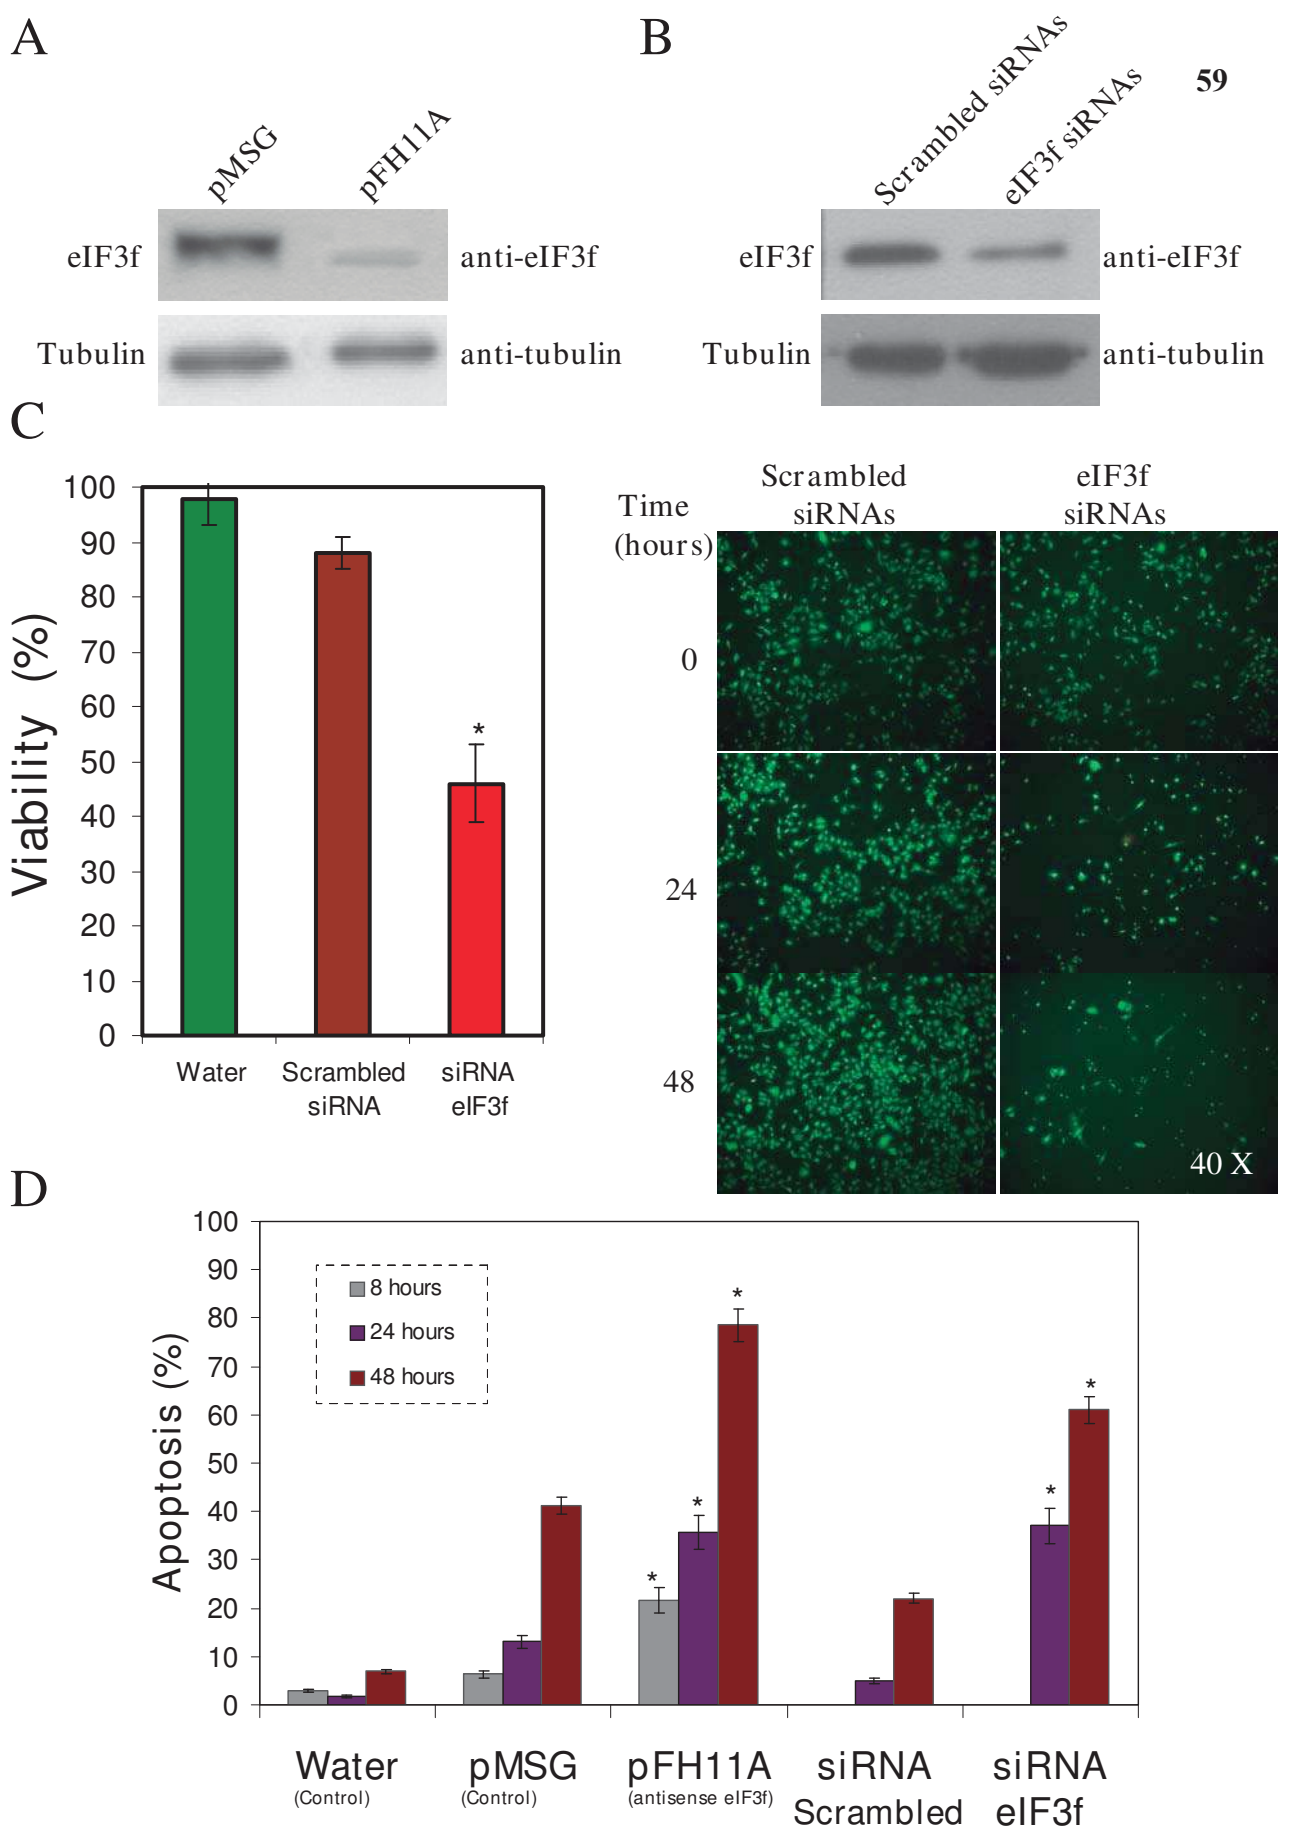 A
B
59
pMSG
pFH11A
Scrambled siRNAs
eIF3f siRNAs
eIF3f
anti-eIF3f
eIF3f
anti-eIF3f
Tubulin
anti-tubulin
Tubulin
anti-tubulin
C
Viability (%)
100
90
80
70
60
50
40
30
20
10
0
*
Water
Scrambled
siRNA
siRNA
eIF3f
Time
(hours)
Scrambled
siRNAs
eIF3f
siRNAs
0
24
48
40 X
D
Apoptosis (%)
100
90
80
70
60
50
40
30
20
10
0
8 hours
24 hours
48 hours
*
*
*
*
*
Water
(Control)
pMSG
(Control)
pFH11A
(antisense eIF3f)
siRNA
Scrambled
siRNA
eIF3f